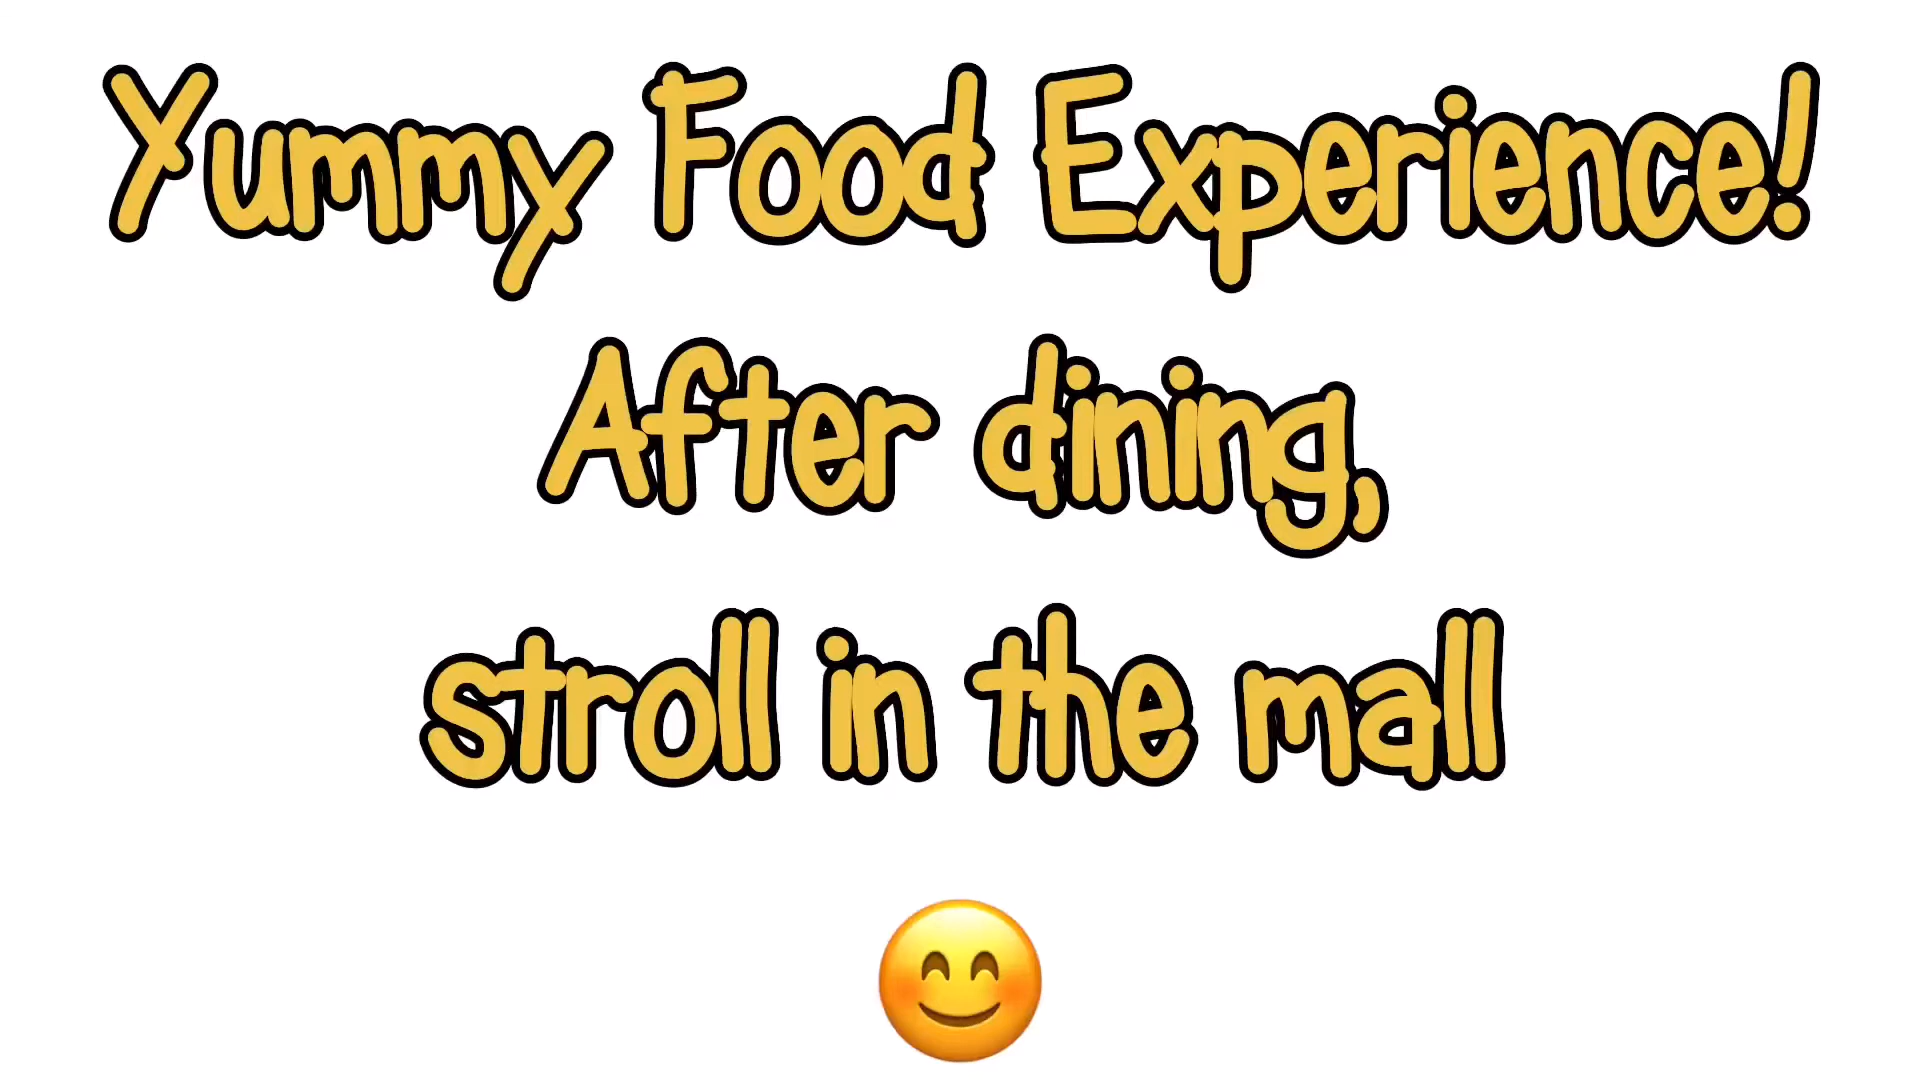 Yummy Food Experience!
After dining,
stroll in the mall
😊